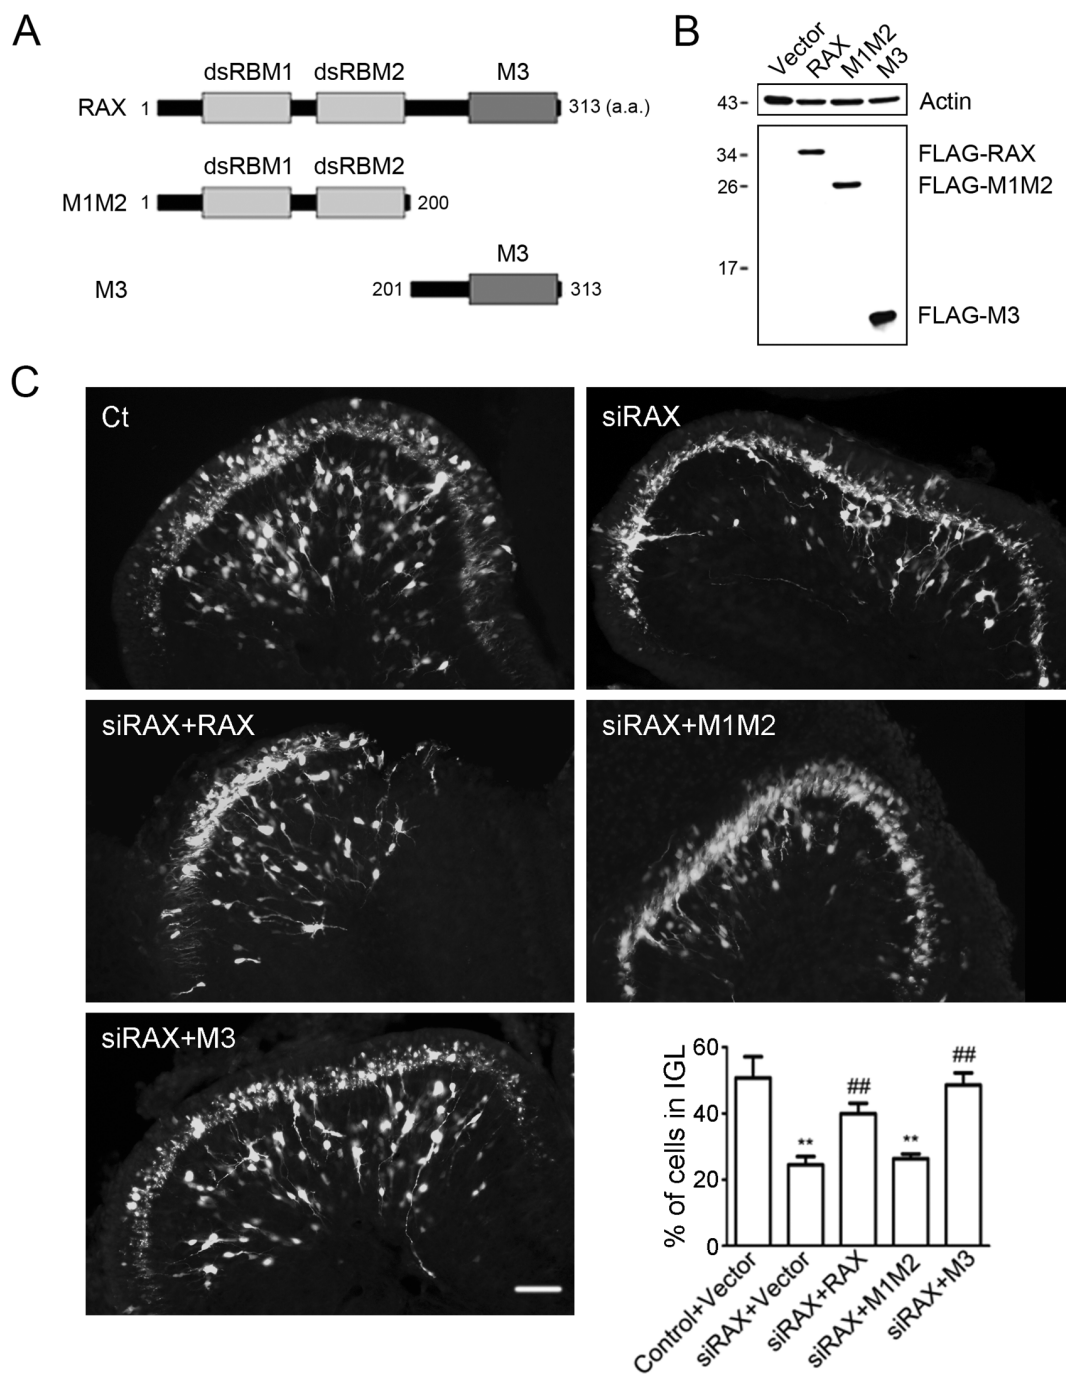 A
dsRBM1 dsRBM2 M3
RAX 1 313 (a.a.)
dsRBM1 dsRBM2
M1M2 1 200
M3
M3 201 313
B
Vector RAX M1M2 M3
43 Actin
34 FLAG-RAX
26 FLAG-M1M2
17
FLAG-M3
C
Ct
siRAX
siRAX+RAX
siRAX+M1M2
siRAX+M3
% of cells in IGL
60
40
20
0
**
##
**
##
Control+Vector
siRAX+Vector
siRAX+RAX
siRAX+M1M2
siRAX+M3